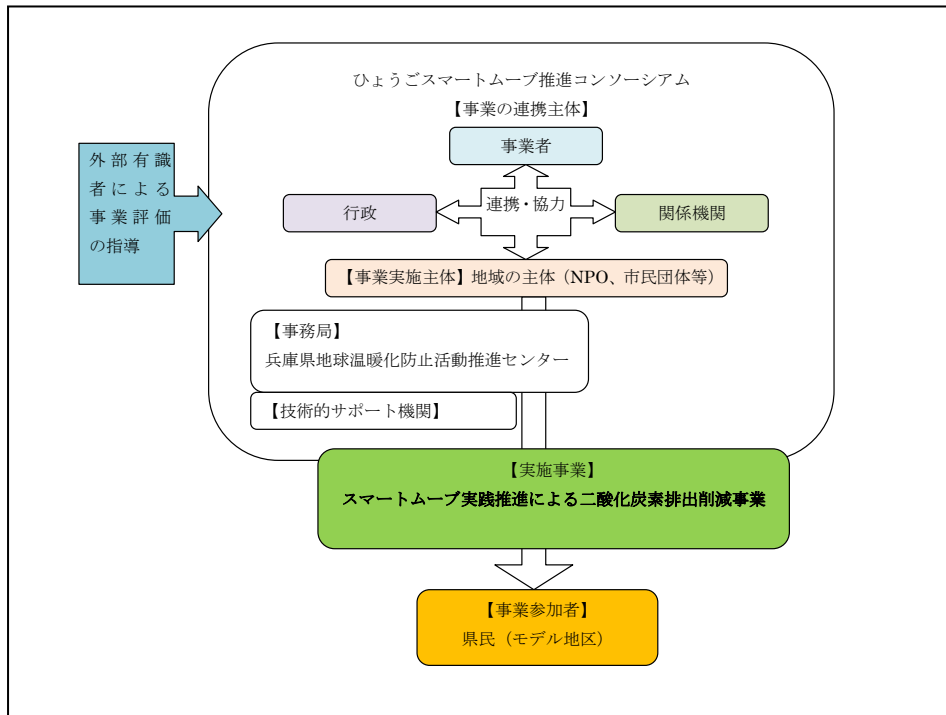 ひょうごスマートムーブ推進コンソーシアム
【事業の連携主体】
事業者
外部有識
者による
事業評価
の指導
行政
連携・協力
関係機関
【事業実施主体】地域の主体（NPO、市民団体等）
【事務局】
兵庫県地球温暖化防止活動推進センター
【技術的サポート機関】
【実施事業】
スマートムーブ実践推進による二酸化炭素排出削減事業
【事業参加者】
県民（モデル地区）